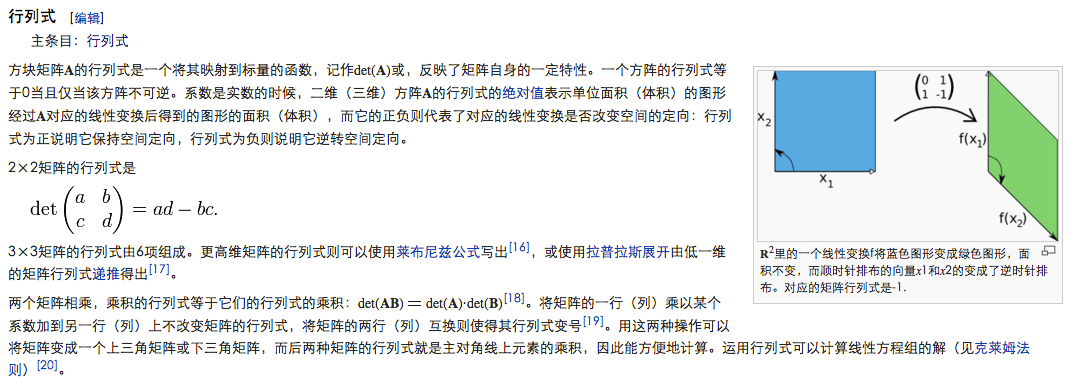 行列式 [编辑]
主条目：行列式
方块矩阵A的行列式是一个将其映射到标量的函数，记作det(A)或，反映了矩阵自身的一定特性。一个方阵的行列式等
于0当且仅当该方阵不可逆。系数是实数的时候，二维（三维）方阵A的行列式的绝对值表示单位面积（体积）的图形
经过A对应的线性变换后得到的图形的面积（体积），而它的正负则代表了对应的线性变换是否改变空间的定向：行列
式为正说明它保持空间定向，行列式为负则说明它逆转空间定向。
2×2矩阵的行列式是
det(a b
c d) = ad − bc.
3×3矩阵的行列式由6项组成。更高维矩阵的行列式则可以使用莱布尼兹公式写出[16]，或使用拉普拉斯展开由低一维
的矩阵行列式递推得出[17]。
两个矩阵相乘，乘积的行列式等于它们的行列式的乘积：det(AB) = det(A)·det(B)[18]。将矩阵的一行（列）乘以某个
系数加到另一行（列）上不改变矩阵的行列式，将矩阵的两行（列）互换则使得其行列式变号[19]。用这两种操作可以
将矩阵变成一个上三角矩阵或下三角矩阵，而后两种矩阵的行列式就是主对角线上元素的乘积，因此能方便地计算。运用行列式可以计算线性方程组的解（见克莱姆法
则）[20]。
(0 1
1 -1)
x2
x1
f(x1)
f(x2)
R2里的一个线性变换f将蓝色图形变成绿色图形，面
积不变，而顺时针排布的向量x1和x2的变成了逆时针排
布。对应的矩阵行列式是-1.